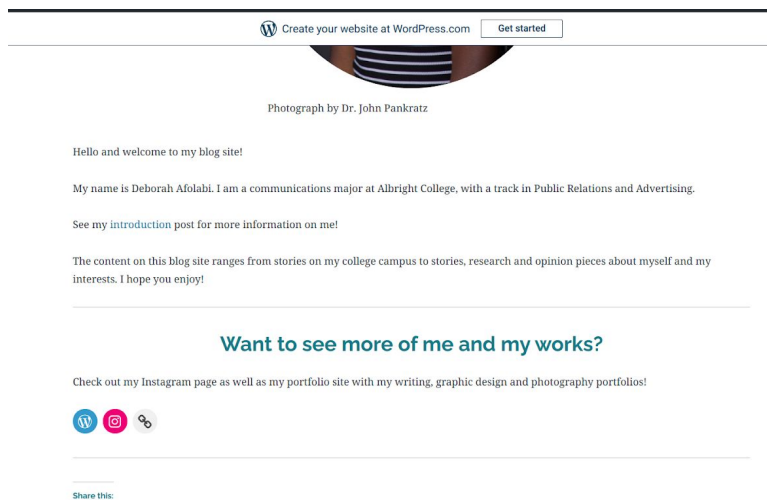 Create your website at WordPress.com
Get started
Photograph by Dr. John Pankratz
Hello and welcome to my blog site!
My name is Deborah Afolabi. I am a communications major at Albright College, with a track in Public Relations and Advertising.
See my introduction post for more information on me!
The content on this blog site ranges from stories on my college campus to stories, research and opinion pieces about myself and my
interests. I hope you enjoy!
Want to see more of me and my works?
Check out my Instagram page as well as my portfolio site with my writing, graphic design and photography portfolios!
Share this: